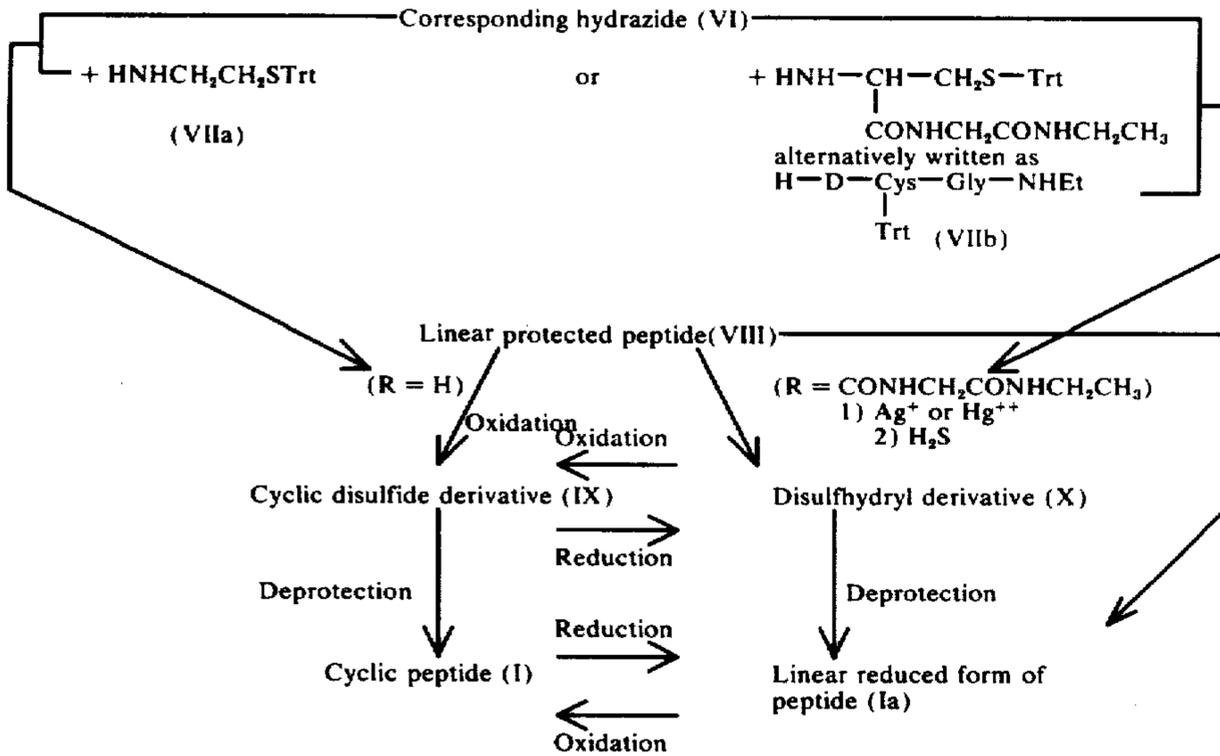 Corresponding hydrazide (VI)
+ HNHCH₂CH₂STrt
(VIIa)
or
+ HNH—CH—CH₂S—Trt
CONHCH₂CONHCH₂CH₃
alternatively written as
H—D—Cys—Gly—NHEt
Trt (VIIb)
Linear protected peptide(VIII)
(R = H)
(R = CONHCH₂CONHCH₂CH₃)
1) Ag⁺ or Hg⁺⁺
2) H₂S
Oxidation
Oxidation
Cyclic disulfide derivative (IX)
Disulfhydryl derivative (X)
Reduction
Deprotection
Deprotection
Reduction
Cyclic peptide (I)
Linear reduced form of
peptide (Ia)
Oxidation